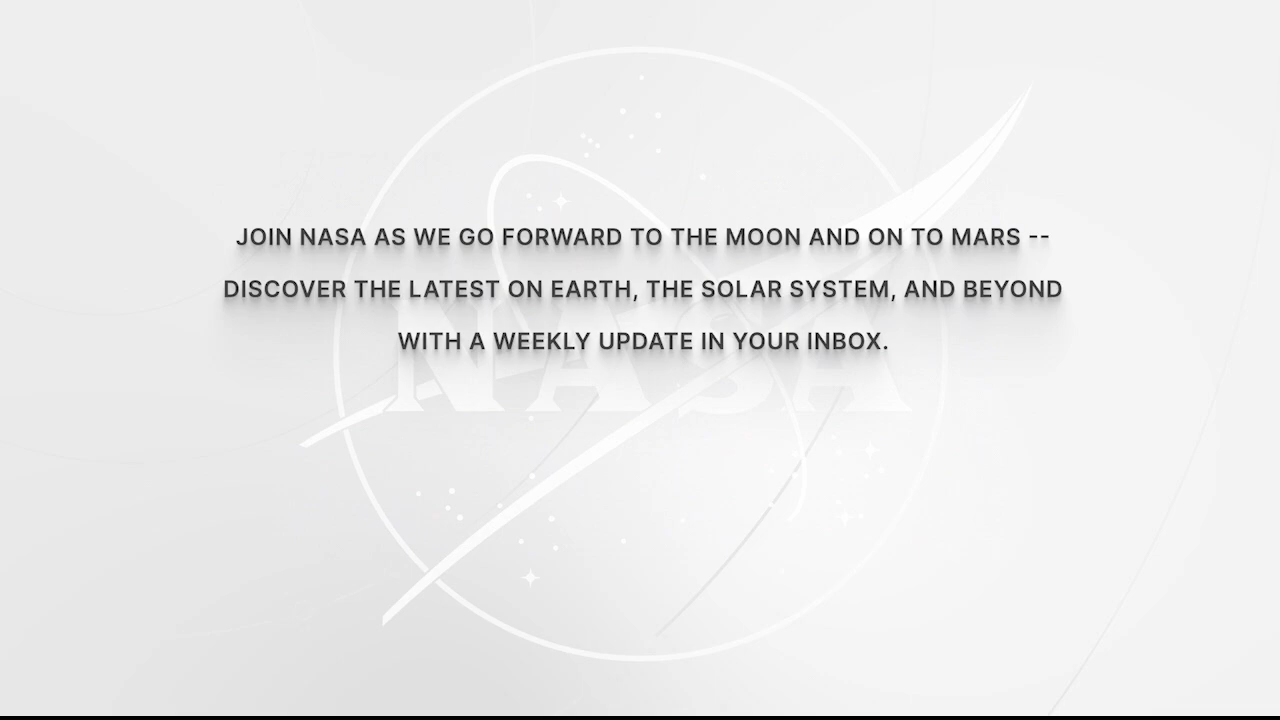 JOIN NASA AS WE GO FORWARD TO THE MOON AND ON TO MARS --
DISCOVER THE LATEST ON EARTH, THE SOLAR SYSTEM, AND BEYOND
WITH A WEEKLY UPDATE IN YOUR INBOX.
NASA